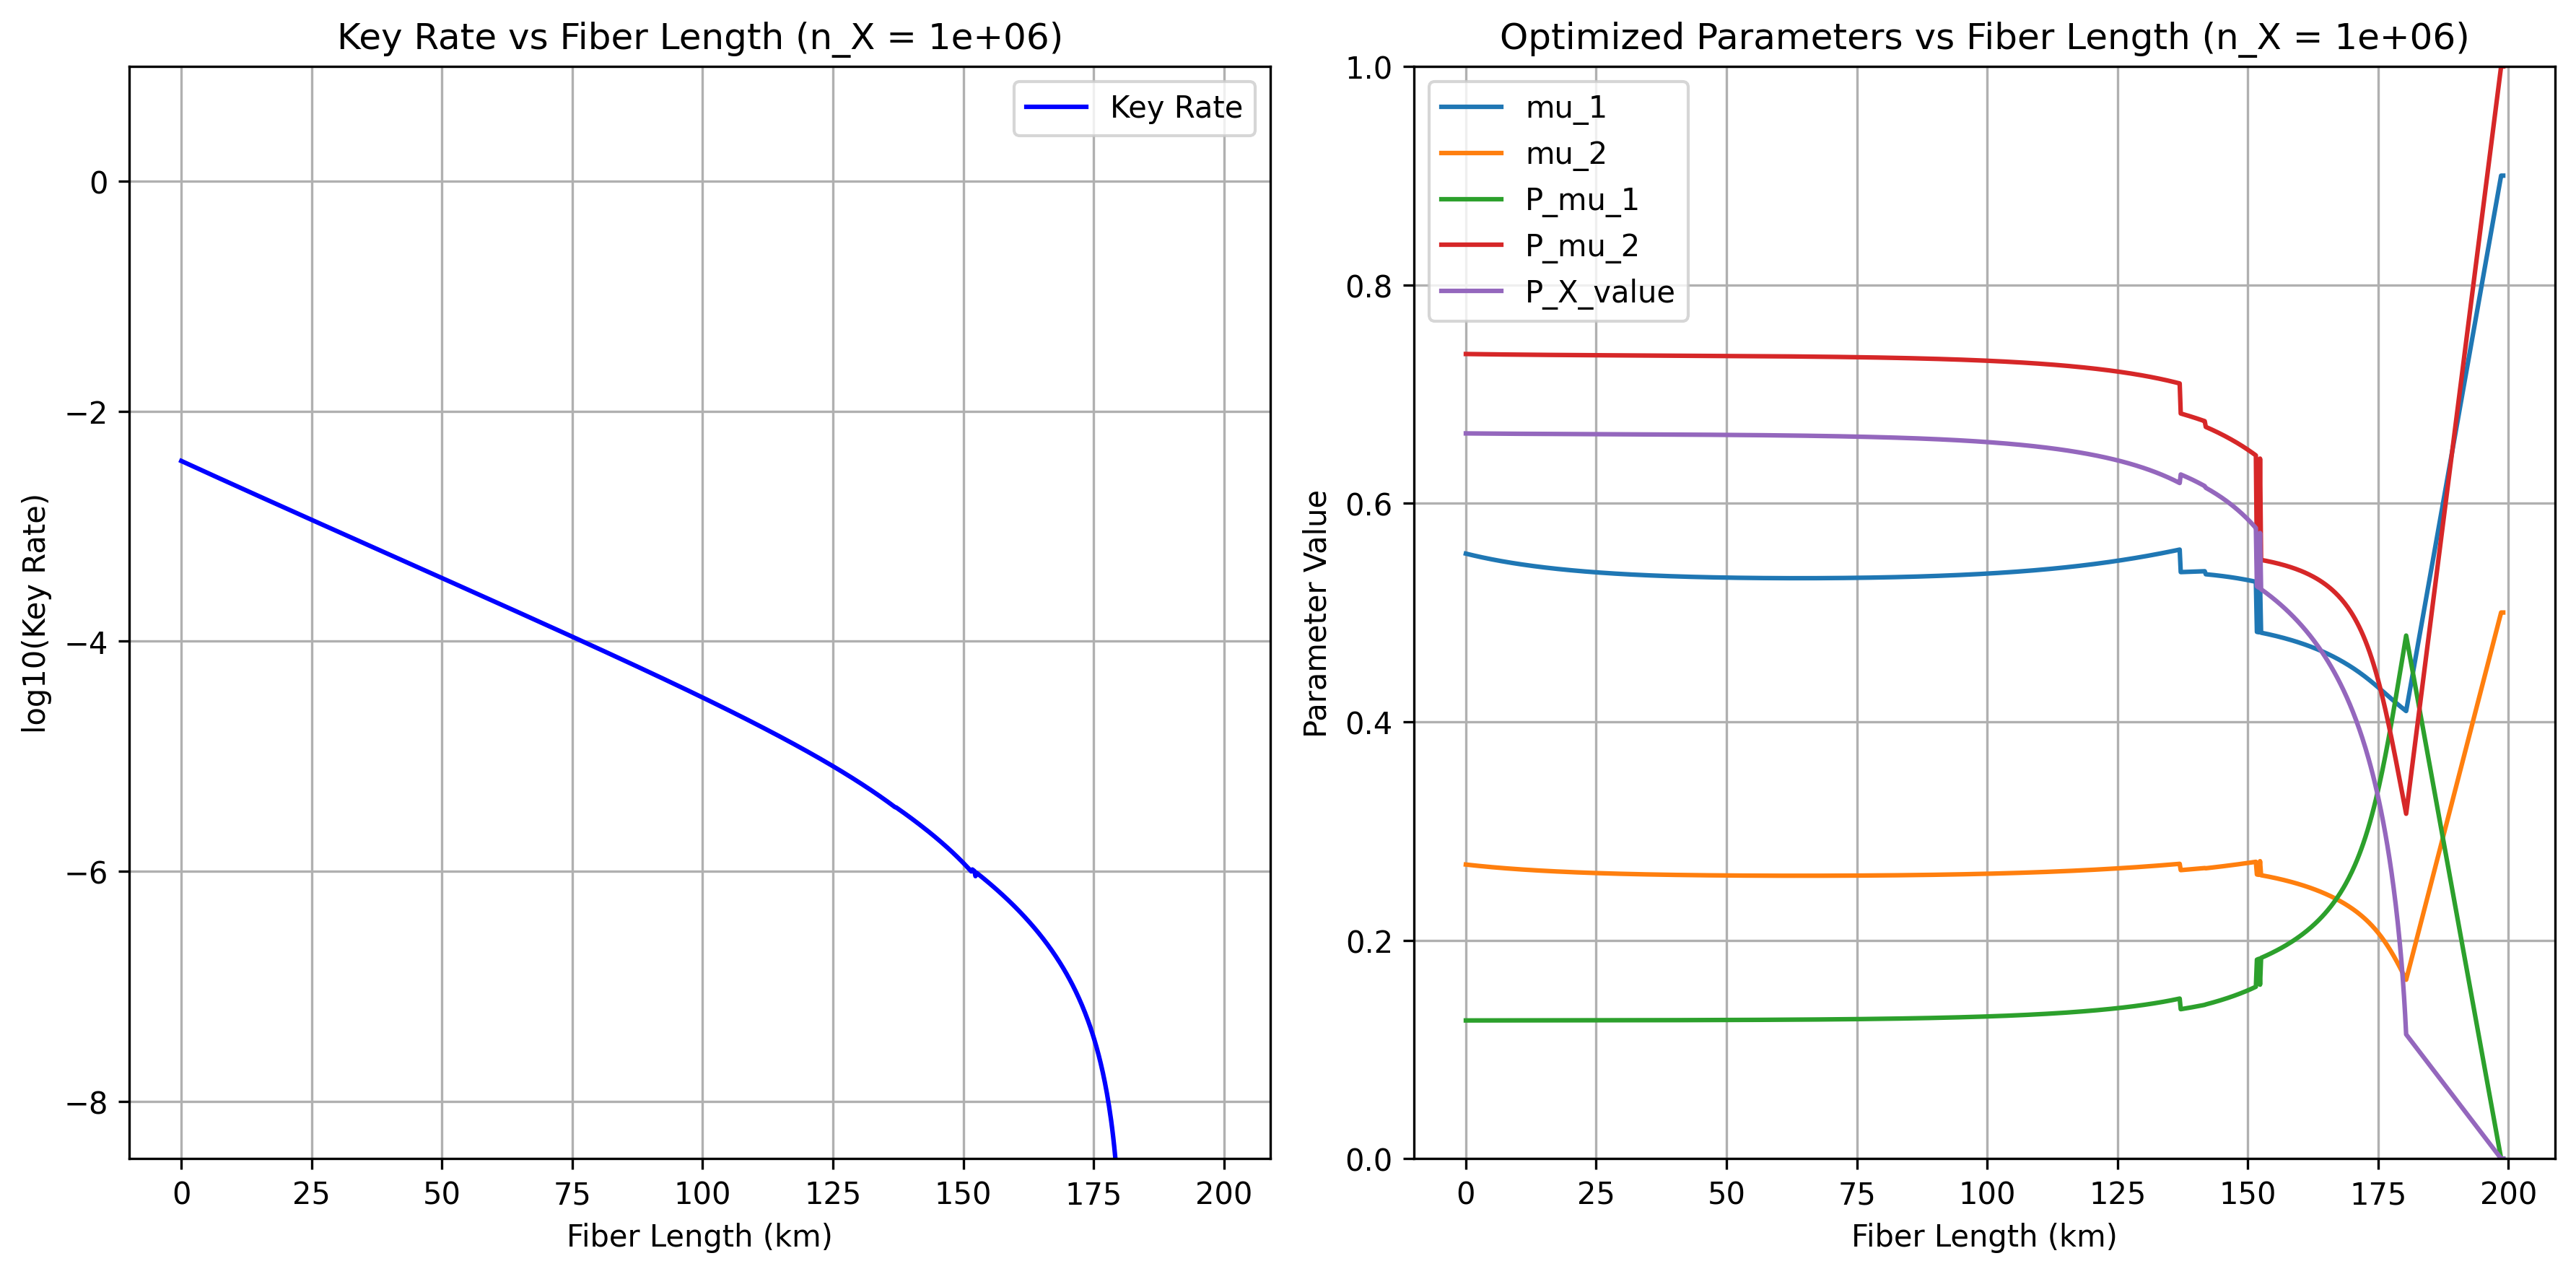 Key Rate vs Fiber Length (n_X = 1e+06)
Key Rate
0
−2
−4
−6
−8
log10(Key Rate)
0 25 50 75 100 125 150 175 200
Fiber Length (km)
Optimized Parameters vs Fiber Length (n_X = 1e+06)
mu_1
mu_2
P_mu_1
P_mu_2
P_X_value
1.0
0.8
0.6
0.4
0.2
0.0
Parameter Value
0 25 50 75 100 125 150 175 200
Fiber Length (km)